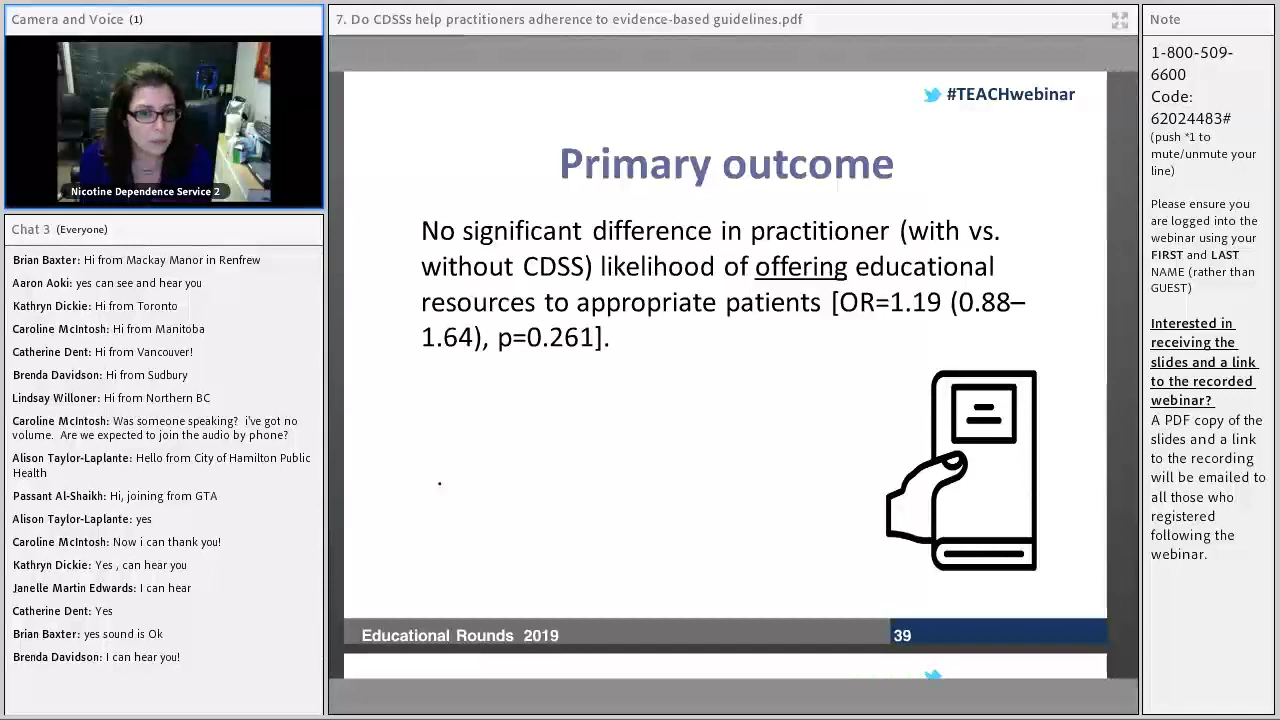 Camera and Voice (1)
Nicotine Dependence Service 2
Chat 3 (Everyone)
Brian Baxter: Hi from Mackay Manor in Renfrew
Aaron Aoki: yes can see and hear you
Kathryn Dickie: Hi from Toronto
Caroline McIntosh: Hi from Manitoba
Catherine Dent: Hi from Vancouver!
Brenda Davidson: Hi from Sudbury
Lindsay Willoner: Hi from Northern BC
Caroline McIntosh: Was someone speaking? i've got no
volume. Are we expected to join the audio by phone?
Alison Taylor-Laplante: Hello from City of Hamilton Public
Health
Passant Al-Shaikh: Hi, joining from GTA
Alison Taylor-Laplante: yes
Caroline McIntosh: Now i can thank you!
Kathryn Dickie: Yes , can hear you
Janelle Martin Edwards: I can hear
Catherine Dent: Yes
Brian Baxter: yes sound is Ok
Brenda Davidson: I can hear you!
7. Do CDSSs help practitioners adherence to evidence-based guidelines.pdf
#TEACHwebinar
Primary outcome
No significant difference in practitioner (with vs.
without CDSS) likelihood of offering educational
resources to appropriate patients [OR=1.19 (0.88–
1.64), p=0.261].
Educational Rounds 2019
39
Note
1-800-509-
6600
Code:
62024483#
(push *1 to
mute/unmute your
line)
Please ensure you
are logged into the
webinar using your
FIRST and LAST
NAME (rather than
GUEST)
Interested in
receiving the
slides and a link
to the recorded
webinar?
A PDF copy of the
slides and a link
to the recording
will be emailed to
all those who
registered
following the
webinar.